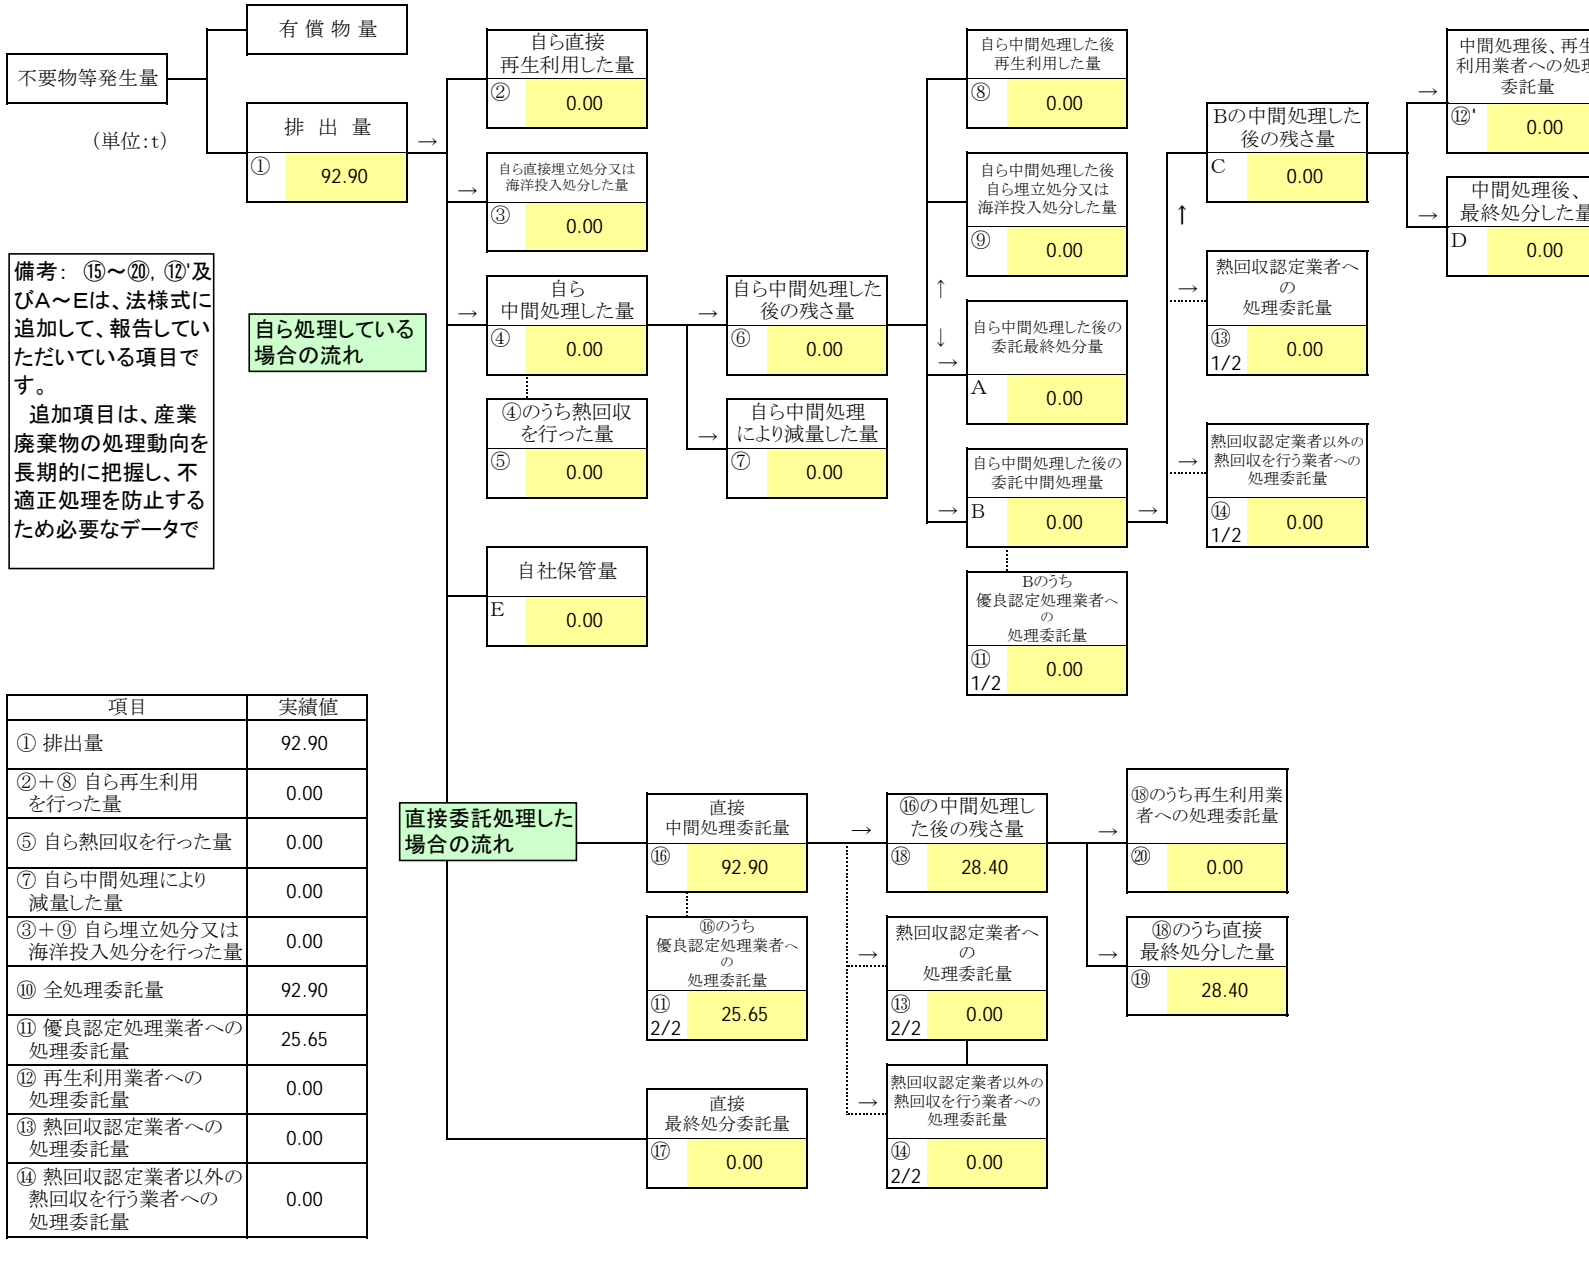 不要物等発生量
(単位:t)
有 償 物 量
排 出 量
→
①
92.90
備考: ⑮～⑳, ⑫'及
びA～Eは、法様式に
追加して、報告してい
ただいている項目で
す。
追加項目は、産業
廃棄物の処理動向を
長期的に把握し、不
適正処理を防止する
ため必要なデータで
自ら処理している
場合の流れ
自ら直接
再生利用した量
②
0.00
→
自ら直接埋立処分又は
海洋投入処分した量
③
0.00
→
自ら
中間処理した量
④
0.00
④のうち熱回収
を行った量
⑤
0.00
自社保管量
E
0.00
→
自ら中間処理した
後の残さ量
⑥
0.00
→
自ら中間処理
により減量した量
⑦
0.00
自ら中間処理した後
再生利用した量
⑧
0.00
自ら中間処理した後
自ら埋立処分又は
海洋投入処分した量
⑨
0.00
↑
↓
→
自ら中間処理した後の
委託最終処分量
A
0.00
自ら中間処理した後の
委託中間処理量
→
B
0.00
→
Bのうち
優良認定処理業者へ
の
処理委託量
⑪
1/2
0.00
↑
Bの中間処理した
後の残さ量
C
0.00
→
熱回収認定業者へ
の
処理委託量
⑬
1/2
0.00
→
熱回収認定業者以外の
熱回収を行う業者への
処理委託量
⑭
1/2
0.00
→
中間処理後、再生
利用業者への処理
委託量
⑫'
0.00
→
中間処理後、
最終処分した量
D
0.00
項目 実績値
① 排出量 92.90
②＋⑧ 自ら再生利用
を行った量 0.00
⑤ 自ら熱回収を行った量 0.00
⑦ 自ら中間処理により
減量した量 0.00
③＋⑨ 自ら埋立処分又は
海洋投入処分を行った量 0.00
⑩ 全処理委託量 92.90
⑪ 優良認定処理業者への
処理委託量 25.65
⑫ 再生利用業者への
処理委託量 0.00
⑬ 熱回収認定業者への
処理委託量 0.00
⑭ 熱回収認定業者以外の
熱回収を行う業者への
処理委託量 0.00
直接委託処理した
場合の流れ
直接
中間処理委託量
⑯
92.90
→
⑯のうち
優良認定処理業者へ
の
処理委託量
⑪
2/2
25.65
直接
最終処分委託量
⑰
0.00
⑯の中間処理し
た後の残さ量
⑱
28.40
→
熱回収認定業者へ
の
処理委託量
⑬
2/2
0.00
→
熱回収認定業者以外の
熱回収を行う業者への
処理委託量
⑭
2/2
0.00
→
⑱のうち再生利用業
者への処理委託量
⑳
0.00
→
⑱のうち直接
最終処分した量
⑲
28.40